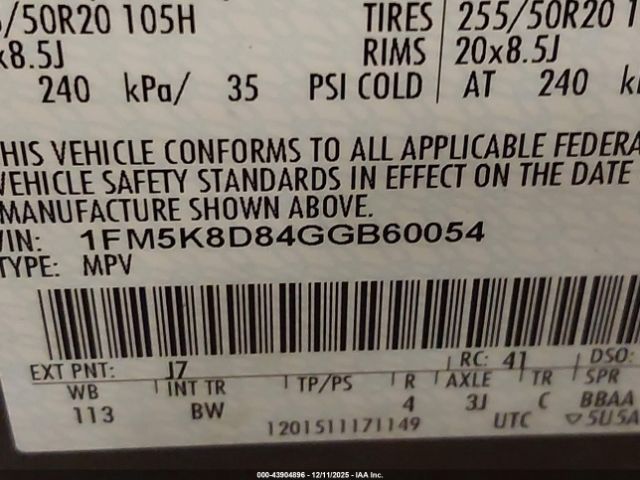 /50R20 105H TIRES 255/50R20 1
x8.5J RIMS 20x8.5J
240 kPa/ 35 PSI COLD AT 240
HIS VEHICLE CONFORMS TO ALL APPLICABLE FEDERA
VEHICLE SAFETY STANDARDS IN EFFECT ON THE DATE
MANUFACTURE SHOWN ABOVE.
VIN: 1FM5K8D84GGB60054
TYPE: MPV
EXT PNT: J7 RC: 41 DSO:
WB INT TR TP/PS R AXLE TR SPR
113 BW 4 3J C BBAA
1201511171149 UTC ▽5U5A
000-43904896 - 12/11/2025 - IAA Inc.